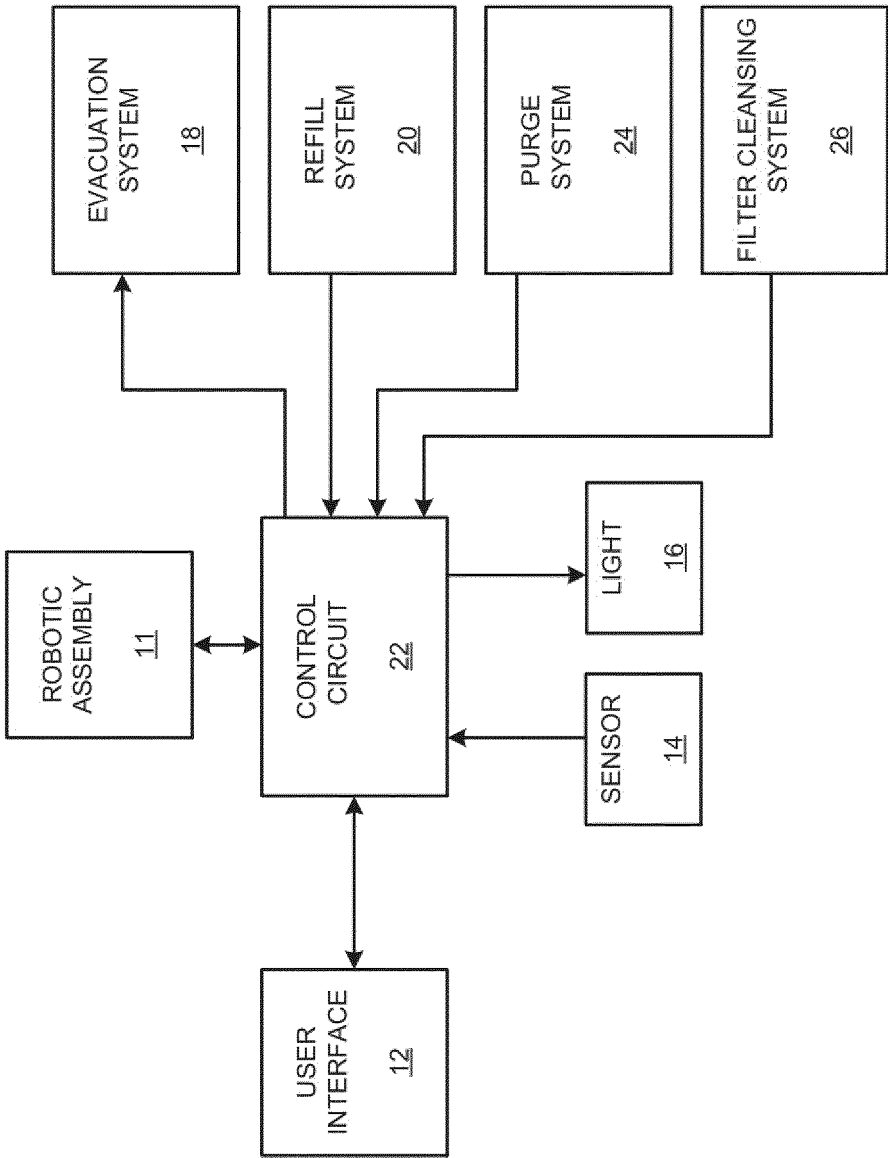 ROBOTIC
ASSEMBLY
11
EVACUATION
SYSTEM
18
REFILL
SYSTEM
20
PURGE
SYSTEM
24
FILTER CLEANSING
SYSTEM
26
CONTROL
CIRCUIT
22
LIGHT
16
SENSOR
14
USER
INTERFACE
12